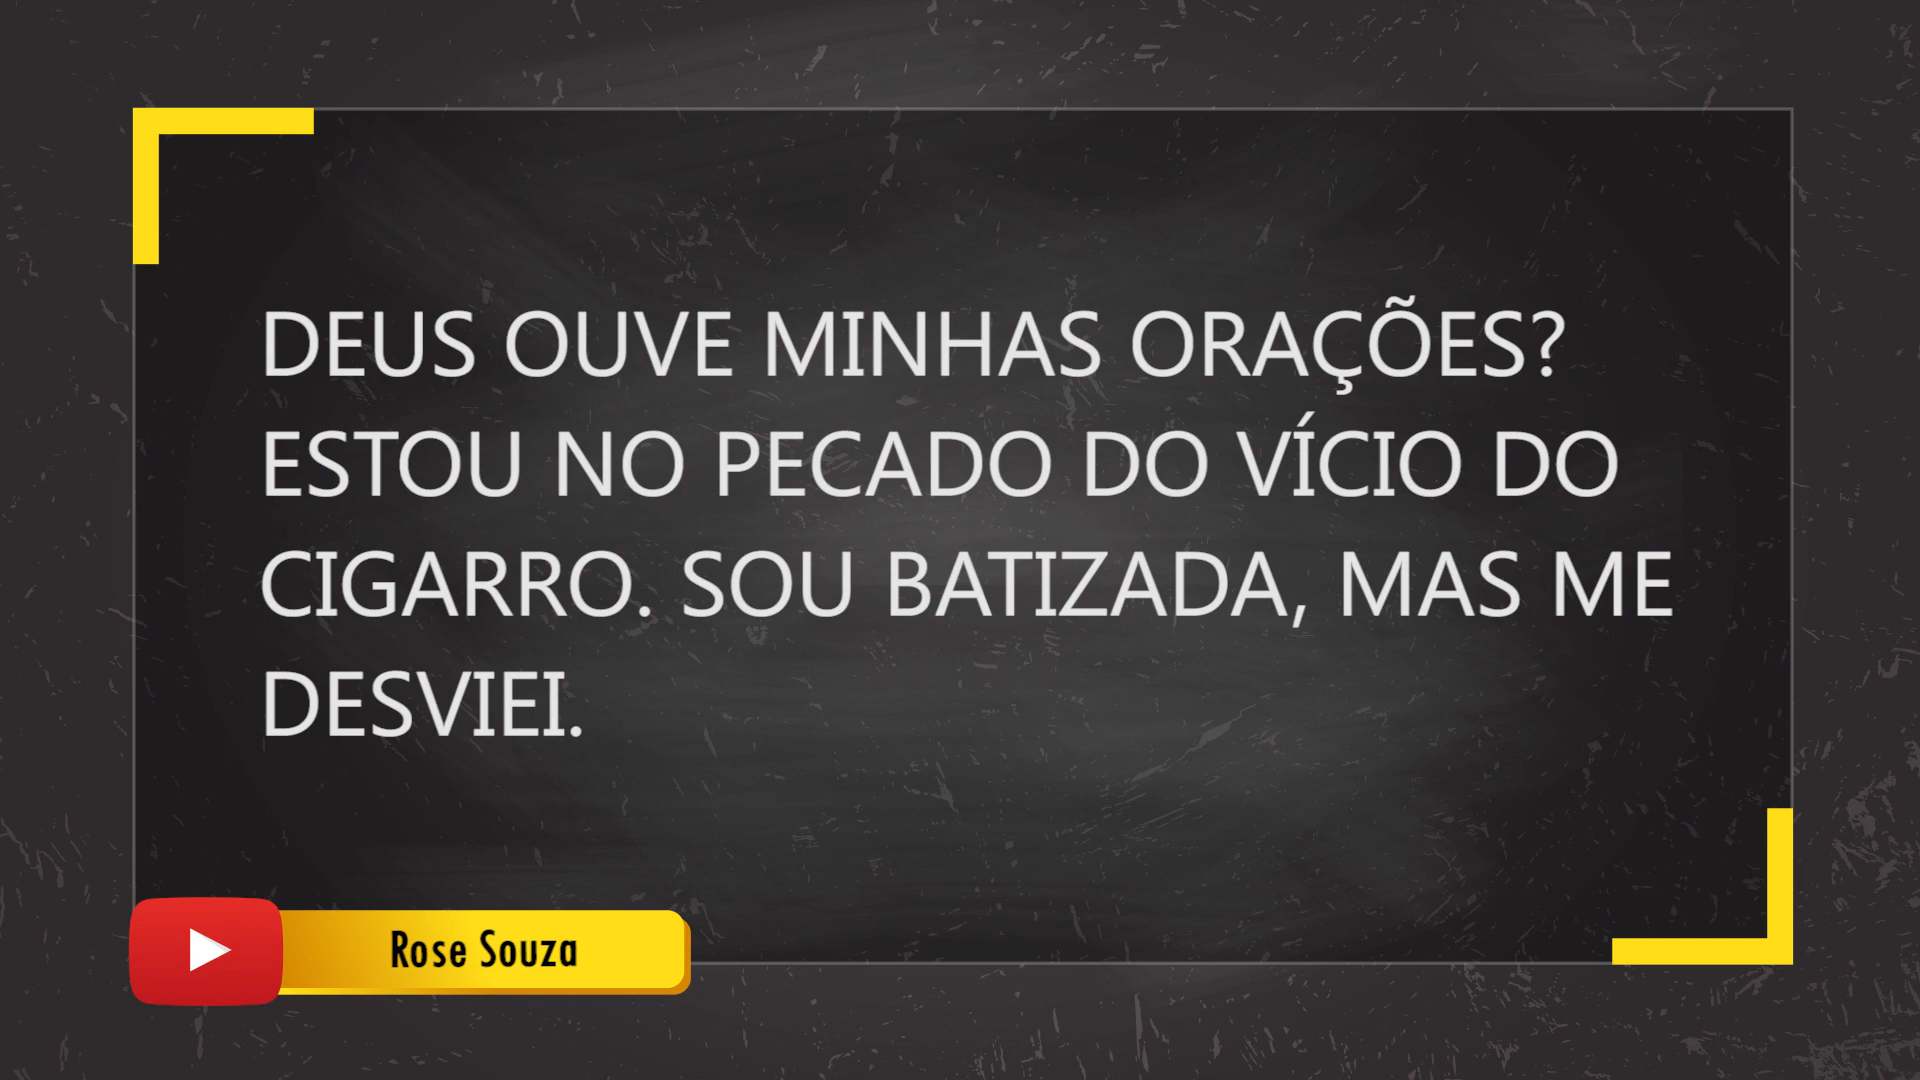 DEUS OUVE MINHAS ORAÇÕES?
ESTOU NO PECADO DO VÍCIO DO
CIGARRO. SOU BATIZADA, MAS ME
DESVIEI.
Rose Souza